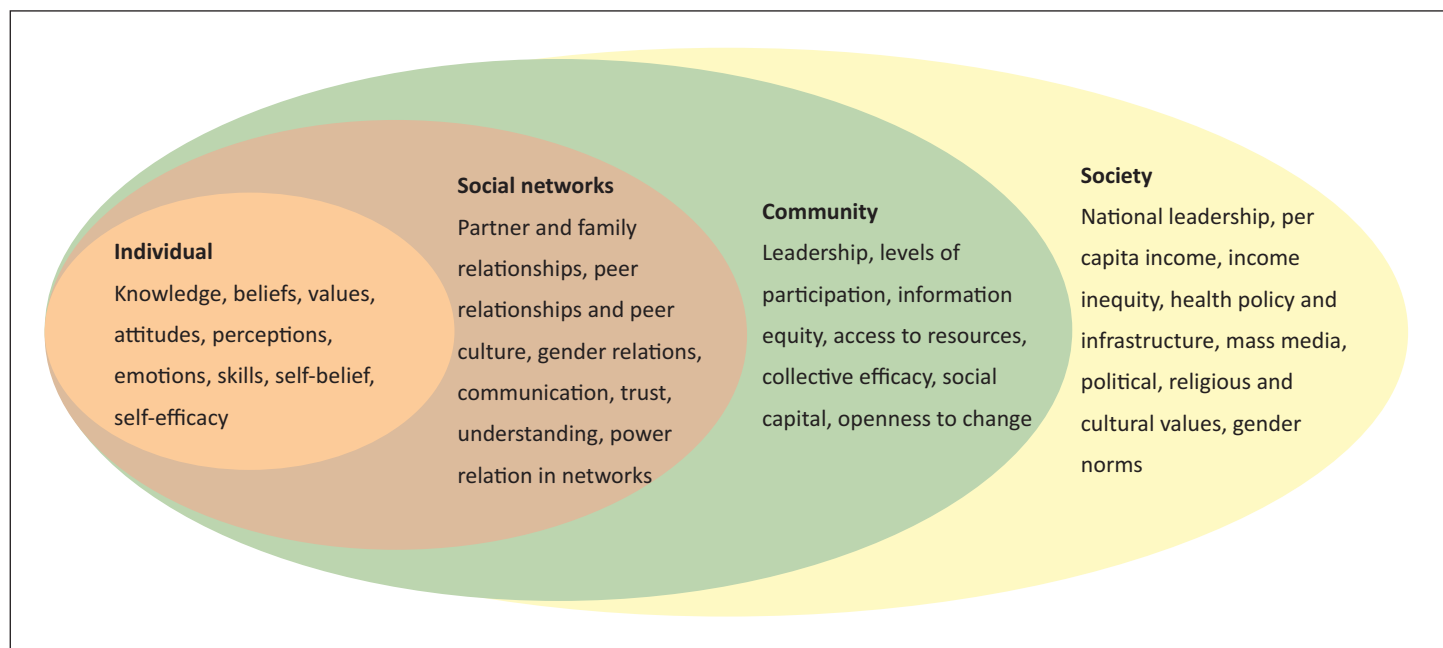 Individual
Knowledge, beliefs, values,
attitudes, perceptions,
emotions, skills, self-belief,
self-efficacy
Social networks
Partner and family
relationships, peer
relationships and peer
culture, gender relations,
communication, trust,
understanding, power
relation in networks
Community
Leadership, levels of
participation, information
equity, access to resources,
collective efficacy, social
capital, openness to change
Society
National leadership, per
capita income, income
inequity, health policy and
infrastructure, mass media,
political, religious and
cultural values, gender
norms